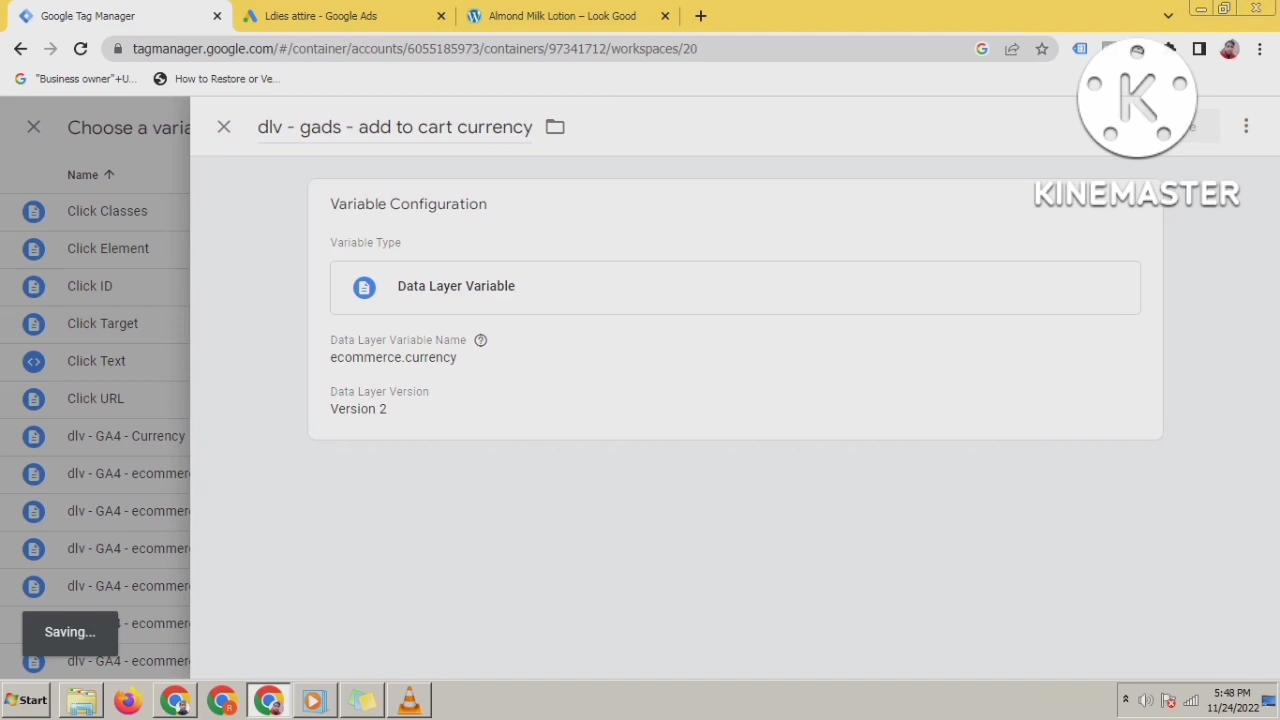 Google Tag Manager
Ldies attire - Google Ads
Almond Milk Lotion – Look Good
tagmanager.google.com/#/container/accounts/6055185973/containers/97341712/workspaces/20
"Business owner"+U...
How to Restore or Ve...
Choose a varia
dlv - gads - add to cart currency
KINEMASTER
Name
Click Classes
Click Element
Click ID
Click Target
Click Text
Click URL
dlv - GA4 - Currency
dlv - GA4 - ecommerc
dlv - GA4 - ecommer
dlv - GA4 - ecommer
dlv - GA4 - ecommer
- ecommer
dlv - GA4 - ecommer
Variable Configuration
Variable Type
Data Layer Variable
Data Layer Variable Name
ecommerce.currency
Data Layer Version
Version 2
Saving...
Start
5:48 PM
11/24/2022